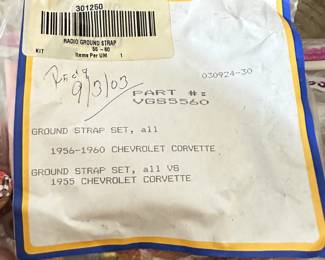 301250
RADIO GROUND STRAP
56 - 60
KIT Items Per UM 1
Rec'd
9/3/03
030924-30
PART #:
VGS5560
GROUND STRAP SET, all
1956-1960 CHEVROLET CORVETTE
GROUND STRAP SET, all V8
1955 CHEVROLET CORVETTE